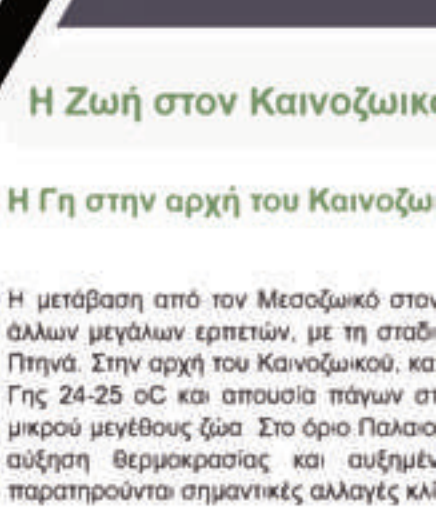 Η Ζωή στον Καινοζωικό
Η Γη στην αρχή του Καινοζωι
Η μετάβαση από τον Μεσοζωικό στον
άλλων μεγάλων ερπετών, με τη σταδι
Πτηνά. Στην αρχή του Καινοζωικού, κα
Γης 24-25 oC και απουσία πάγων στ
μικρού μεγέθους ζώα Στο όριο Παλαιο
αύξηση θερμοκρασίας και αυξημέν
παρατηρούνται σημαντικές αλλαγές κλι